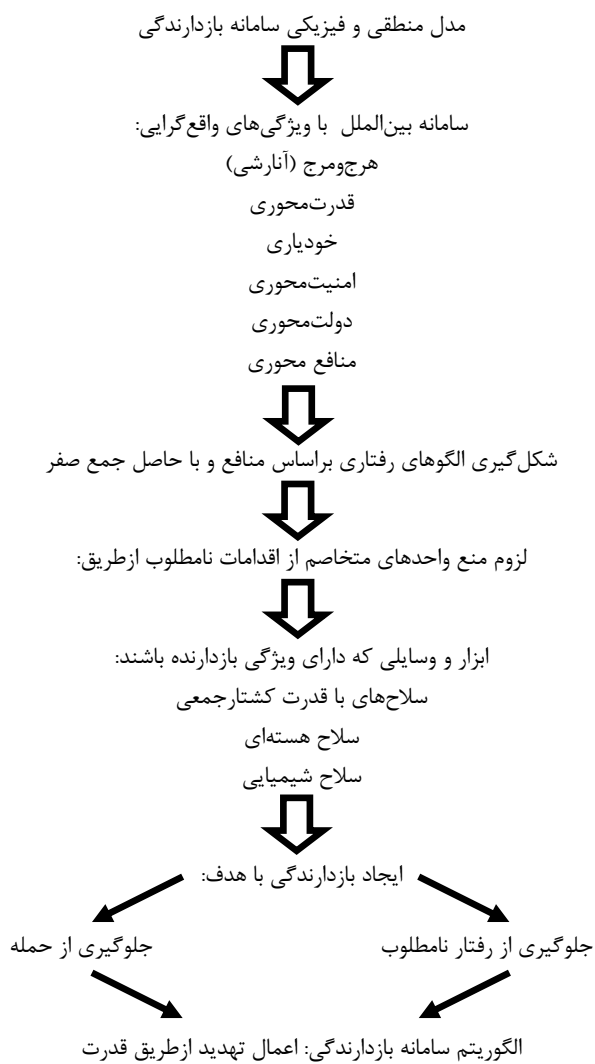 مدل منطقی و فیزیکی سامانه بازدارندگی
سامانه بین‌الملل با ویژگی‌های واقع‌گرایی:
هرج‌ومرج (آنارشی)
قدرت‌محوری
خودیاری
امنیت‌محوری
دولت‌محوری
منافع محوری
شکل‌گیری الگوهای رفتاری براساس منافع و با حاصل جمع صفر
لزوم منع واحدهای متخاصم از اقدامات نامطلوب ازطریق:
ابزار و وسایلی که دارای ویژگی بازدارنده باشند:
سلاح‌های با قدرت کشتارجمعی
سلاح هسته‌ای
سلاح شیمیایی
ایجاد بازدارندگی با هدف:
جلوگیری از رفتار نامطلوب
جلوگیری از حمله
الگوریتم سامانه بازدارندگی: اعمال تهدید ازطریق قدرت